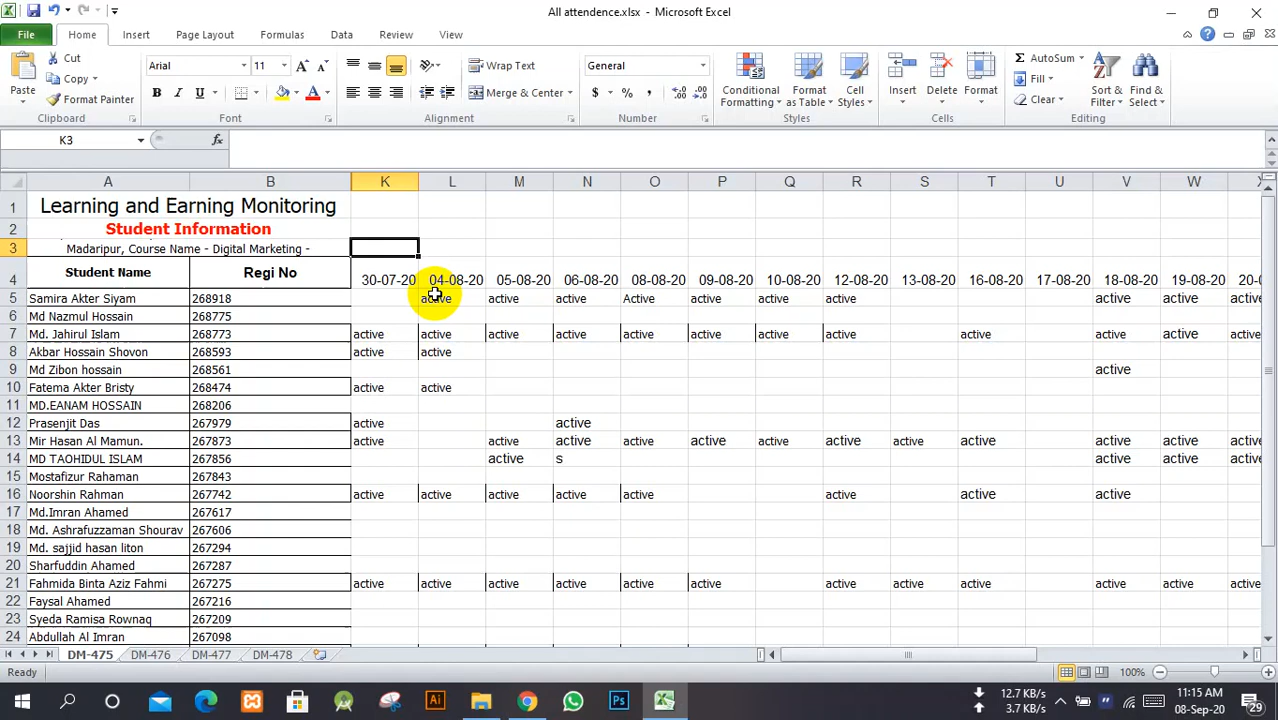 All attendence.xlsx - Microsoft Excel
File Home Insert Page Layout Formulas Data Review View
Paste Cut Copy Format Painter Clipboard
Arial 11 B I U A Font
Wrap Text Merge & Center Alignment
General $ % , Number
Conditional Formatting Format as Table Cell Styles Styles
Insert Delete Format Cells
AutoSum Fill Clear Sort & Filter Find & Select Editing
K3 fx
A B K L M N O P Q R S T U V W X
1 Learning and Earning Monitoring
2 Student Information
3 Madaripur, Course Name - Digital Marketing -
4 Student Name Regi No 30-07-20 04-08-20 05-08-20 06-08-20 08-08-20 09-08-20 10-08-20 12-08-20 13-08-20 16-08-20 17-08-20 18-08-20 19-08-20 20-0
5 Samira Akter Siyam 268918 active active active Active active active active active active activ
6 Md Nazmul Hossain 268775
7 Md. Jahirul Islam 268773 active active active active active active active active active active active activ
8 Akbar Hossain Shovon 268593 active active
9 Md Zibon hossain 268561 active
10 Fatema Akter Bristy 268474 active active
11 MD.EANAM HOSSAIN 268206
12 Prasenjit Das 267979 active active
13 Mir Hasan Al Mamun. 267873 active active active active active active active active active active active activ
14 MD TAOHIDUL ISLAM 267856 active s active active activ
15 Mostafizur Rahaman 267843
16 Noorshin Rahman 267742 active active active active active active active active
17 Md.Imran Ahamed 267617
18 Md. Ashrafuzzaman Shourav 267606
19 Md. sajjid hasan liton 267294
20 Sharfuddin Ahamed 267287
21 Fahmida Binta Aziz Fahmi 267275 active active active active active active active active active active active activ
22 Faysal Ahamed 267216
23 Syeda Ramisa Rownaq 267209
24 Abdullah Al Imran 267098
DM-475 DM-476 DM-477 DM-478
Ready 100%
Ai Ps 12.7 KB/s 3.7 KB/s 11:15 AM 08-Sep-20 29